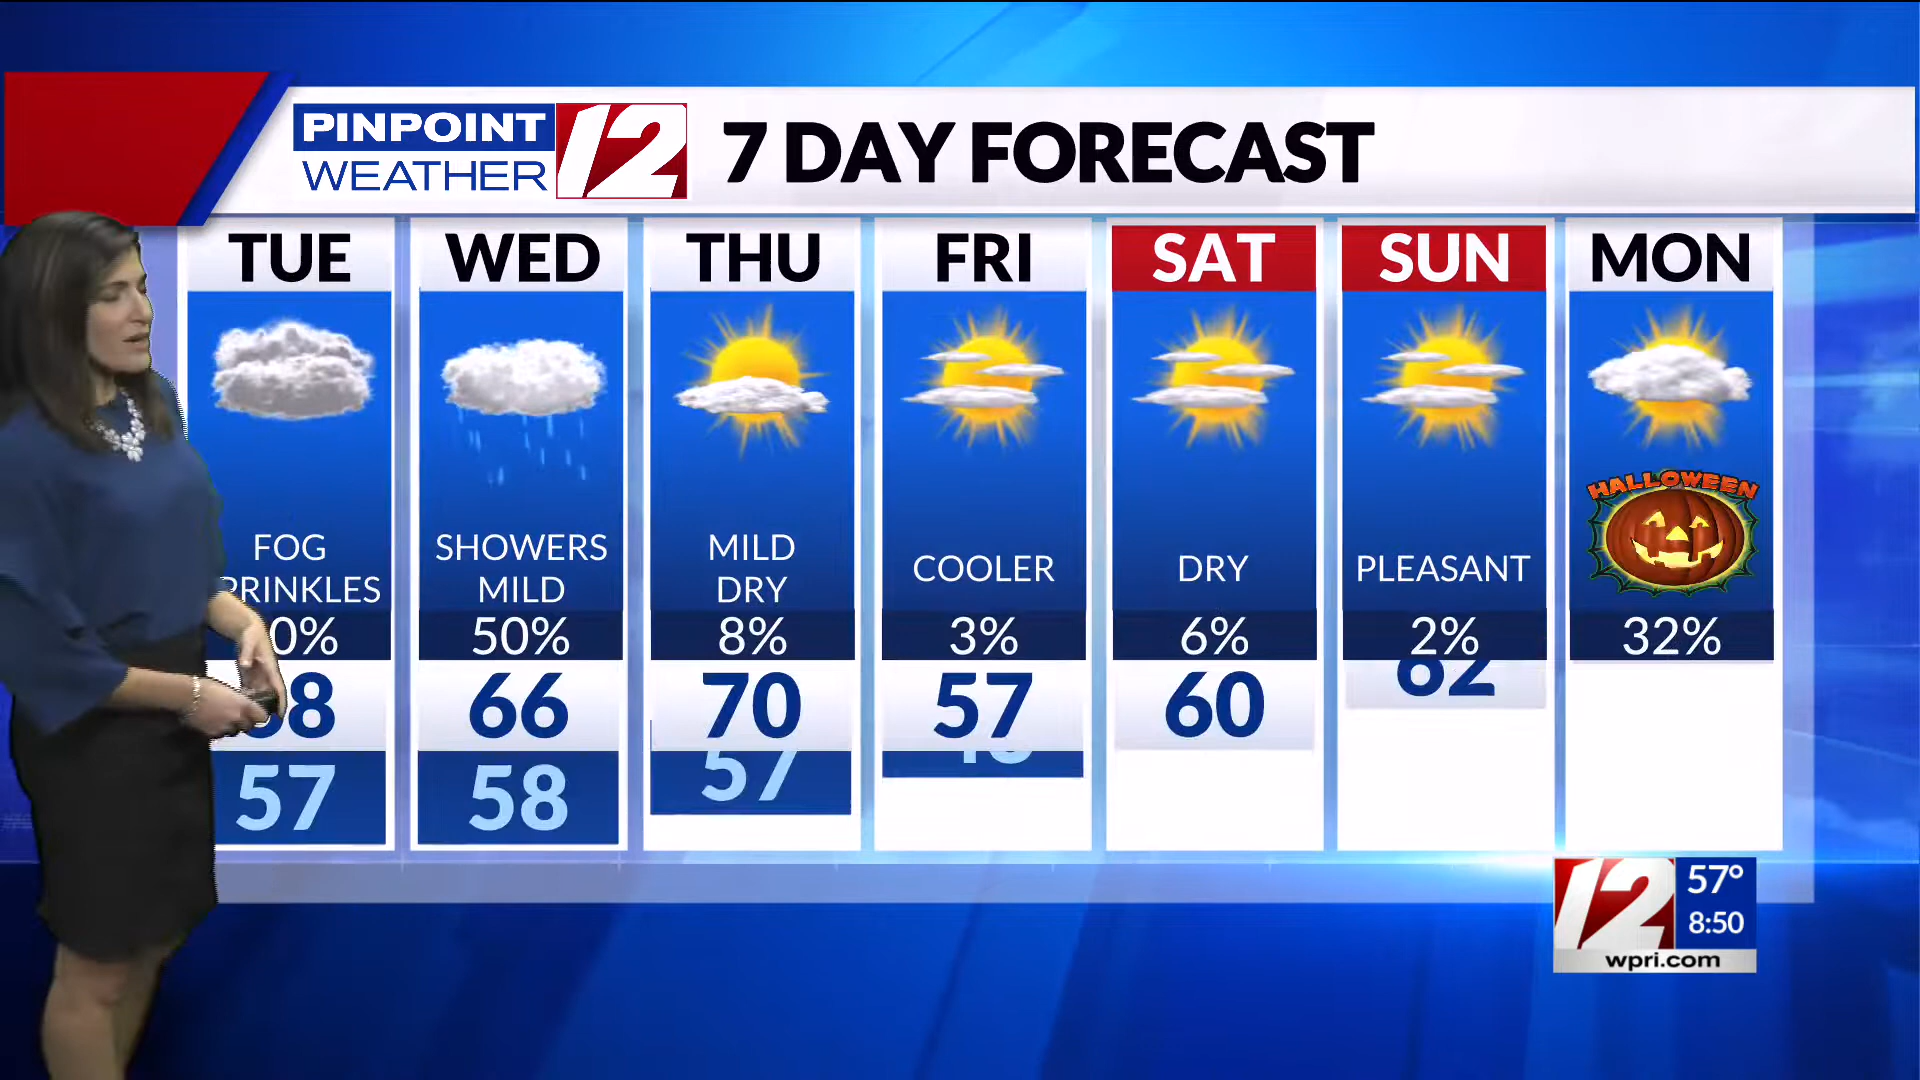 PINPOINT
WEATHER 12
7 DAY FORECAST
TUE WED THU FRI SAT SUN MON
HALLOWEEN
FOG SHOWERS MILD
COOLER DRY PLEASANT
MILD DRY
50% 8% 3% 6% 2% 32%
66 70 57 60 62
57 58 57
12 57°
8:50
wpri.com